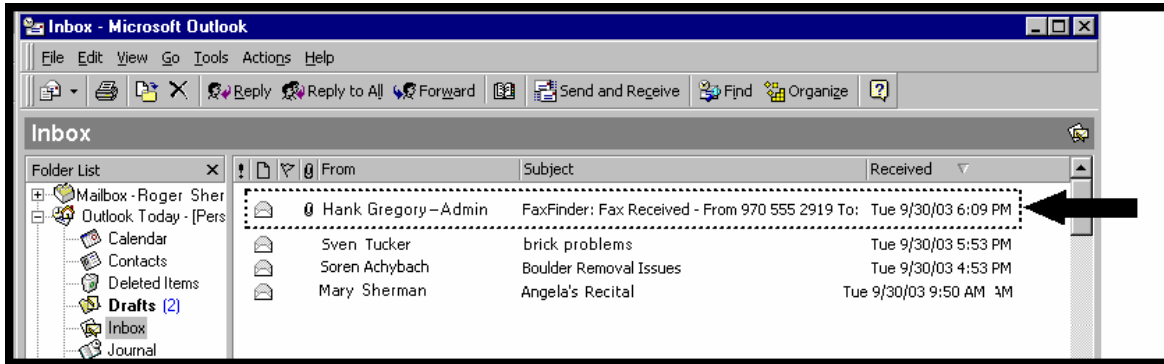 Inbox - Microsoft Outlook
File Edit View Go Tools Actions Help
Reply Reply to All Forward Send and Receive Find Organize
Inbox
Folder List ! From Subject Received
Mailbox - Roger Sher
Outlook Today - [Pers
Calendar
Contacts
Deleted Items
Drafts (2)
Inbox
Journal
Hank Gregory-Admin FaxFinder: Fax Received - From 970 555 2919 To: Tue 9/30/03 6:09 PM
Sven Tucker brick problems Tue 9/30/03 5:53 PM
Soren Achybach Boulder Removal Issues Tue 9/30/03 4:53 PM
Mary Sherman Angela's Recital Tue 9/30/03 9:50 AM